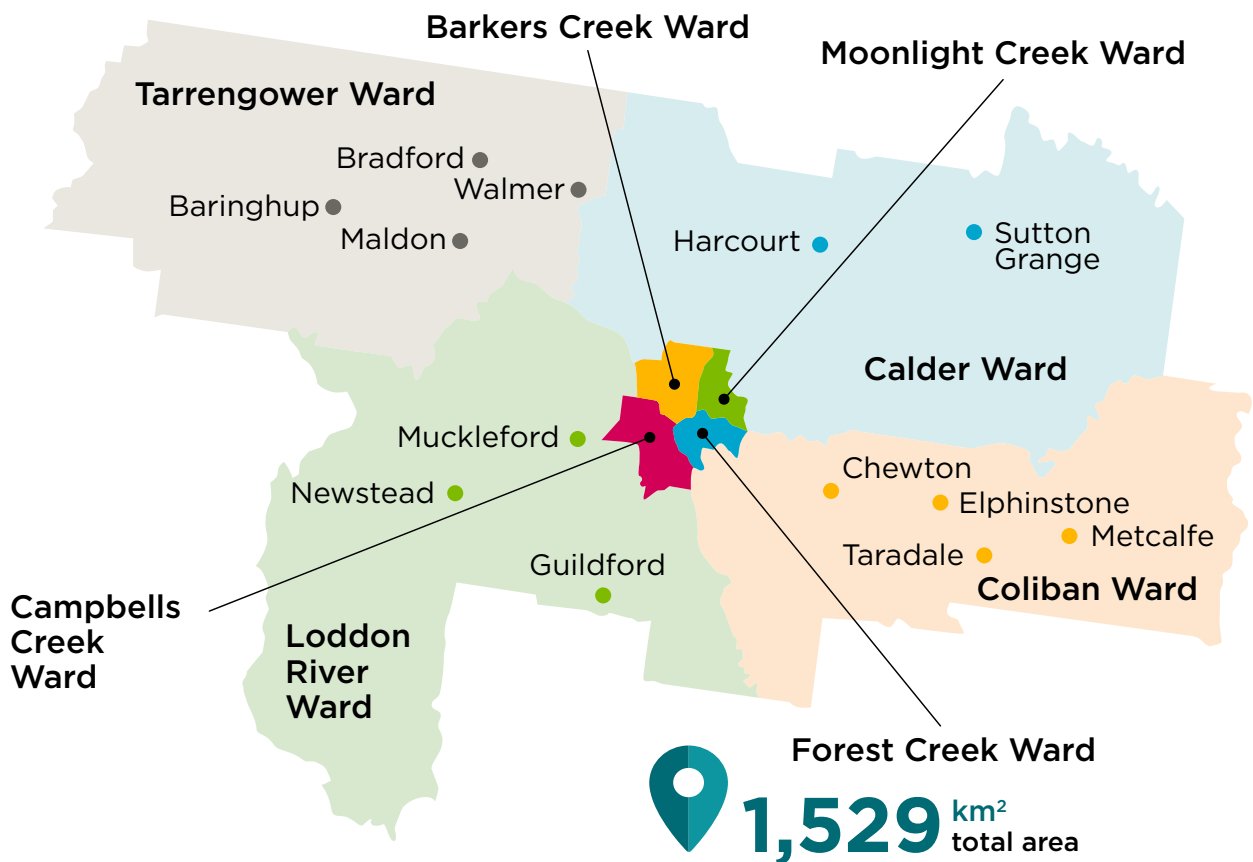 Barkers Creek Ward
Moonlight Creek Ward
Tarrengower Ward
Bradford
Walmer
Baringhup
Maldon
Harcourt
Sutton
Grange
Calder Ward
Muckleford
Newstead
Guildford
Chewton
Elphinstone
Metcalfe
Taradale
Coliban Ward
Campbells
Creek
Ward
Loddon
River
Ward
Forest Creek Ward
1,529 km²
total area